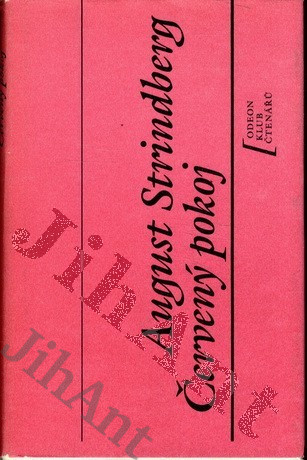 August Strindberg
Červený pokoj
ODEON
KLUB
ČTENÁŘŮ
JihAnt
JihAnt